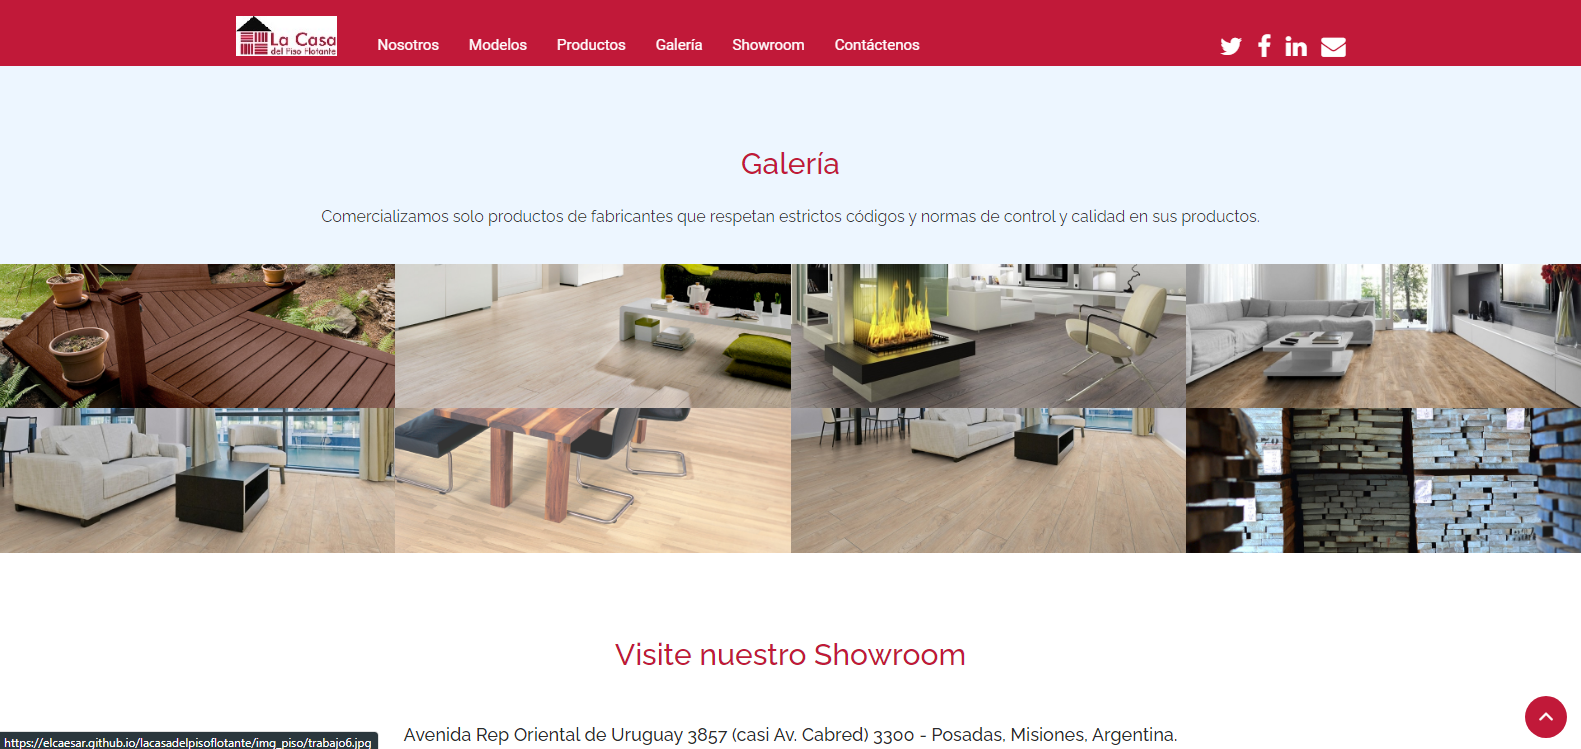 La Casa
del Piso Flotante
Nosotros Modelos Productos Galería Showroom Contáctenos
Galería
Comercializamos solo productos de fabricantes que respetan estrictos códigos y normas de control y calidad en sus productos.
Visite nuestro Showroom
Avenida Rep Oriental de Uruguay 3857 (casi Av. Cabred) 3300 - Posadas, Misiones, Argentina.
https://elcaesar.github.io/lacasadelpisoflotante/img_piso/trabajo6.jpg